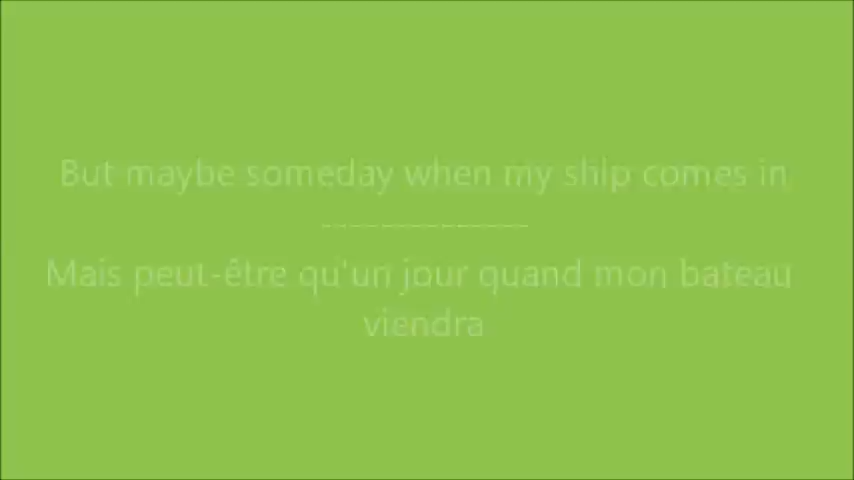 But maybe someday when my ship comes in
--------------
Mais peut-être qu'un jour quand mon bateau
viendra